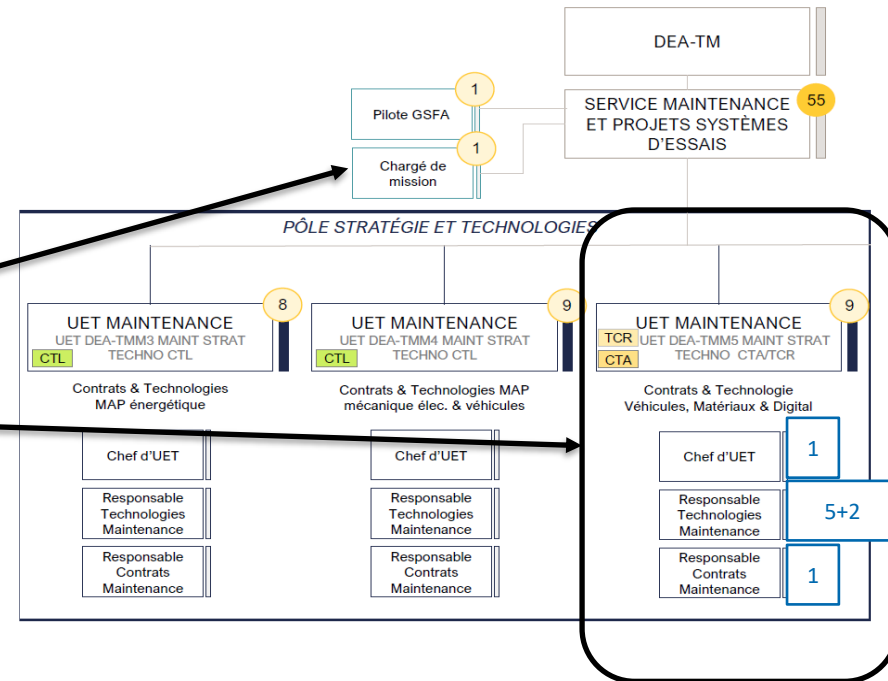 DEA-TM
1
Pilote GSFA
SERVICE MAINTENANCE
ET PROJETS SYSTÈMES
D'ESSAIS
55
1
Chargé de
mission
PÔLE STRATÉGIE ET TECHNOLOGIES
8
UET MAINTENANCE
UET DEA-TMM3 MAINT STRAT
TECHNO CTL
CTL
Contrats & Technologies
MAP énergétique
Chef d'UET
Responsable
Technologies
Maintenance
Responsable
Contrats
Maintenance
9
UET MAINTENANCE
UET DEA-TMM4 MAINT STRAT
TECHNO CTL
CTL
Contrats & Technologies MAP
mécanique élec. & véhicules
Chef d'UET
Responsable
Technologies
Maintenance
Responsable
Contrats
Maintenance
9
UET MAINTENANCE
TCR
UET DEA-TMM5 MAINT STRAT
TECHNO CTA/TCR
CTA
Contrats & Technologie
Véhicules, Matériaux & Digital
Chef d'UET
1
Responsable
Technologies
Maintenance
5+2
Responsable
Contrats
Maintenance
1